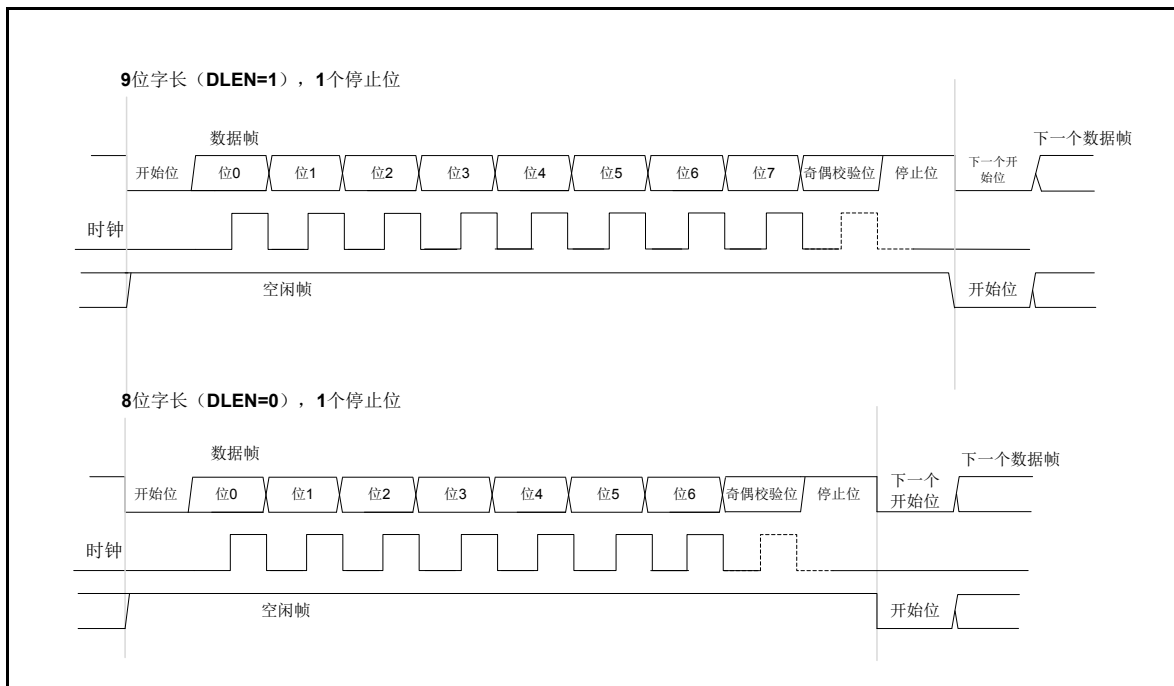 9位字长（DLEN=1），1个停止位
数据帧
下一个数据帧
开始位 位0 位1 位2 位3 位4 位5 位6 位7 奇偶校验位 停止位 下一个开
始位
时钟
空闲帧 开始位
8位字长（DLEN=0），1个停止位
数据帧
下一个数据帧
开始位 位0 位1 位2 位3 位4 位5 位6 奇偶校验位 停止位 下一个
开始位
时钟
空闲帧 开始位